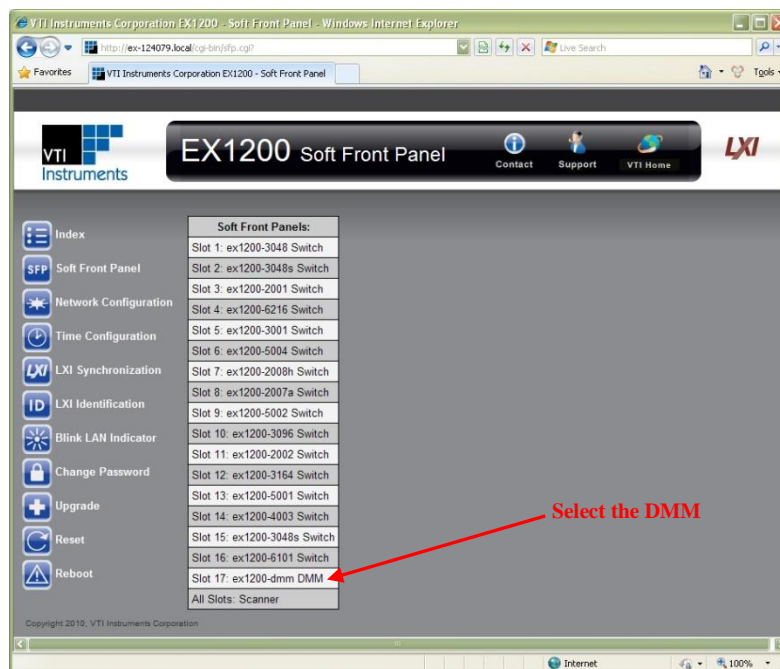 VTI Instruments Corporation EX1200 - Soft Front Panel - Windows Internet Explorer
http://ex-124079.local/cgi-bin/sfp.cgi?
Live Search
Favorites
VTI Instruments Corporation EX1200 - Soft Front Panel
Tools
VTI
Instruments
EX1200 Soft Front Panel
Contact
Support
VTI Home
LXI
Index
SFP Soft Front Panel
Network Configuration
Time Configuration
LXI LXI Synchronization
ID LXI Identification
Blink LAN Indicator
Change Password
Upgrade
Reset
Reboot
Soft Front Panels:
Slot 1: ex1200-3048 Switch
Slot 2: ex1200-3048s Switch
Slot 3: ex1200-2001 Switch
Slot 4: ex1200-6216 Switch
Slot 5: ex1200-3001 Switch
Slot 6: ex1200-5004 Switch
Slot 7: ex1200-2008h Switch
Slot 8: ex1200-2007a Switch
Slot 9: ex1200-5002 Switch
Slot 10: ex1200-3096 Switch
Slot 11: ex1200-2002 Switch
Slot 12: ex1200-3164 Switch
Slot 13: ex1200-5001 Switch
Slot 14: ex1200-4003 Switch
Slot 15: ex1200-3048s Switch
Slot 16: ex1200-6101 Switch
Slot 17: ex1200-dmm DMM
All Slots: Scanner
Select the DMM
Copyright 2010, VTI Instruments Corporation
Internet
100%